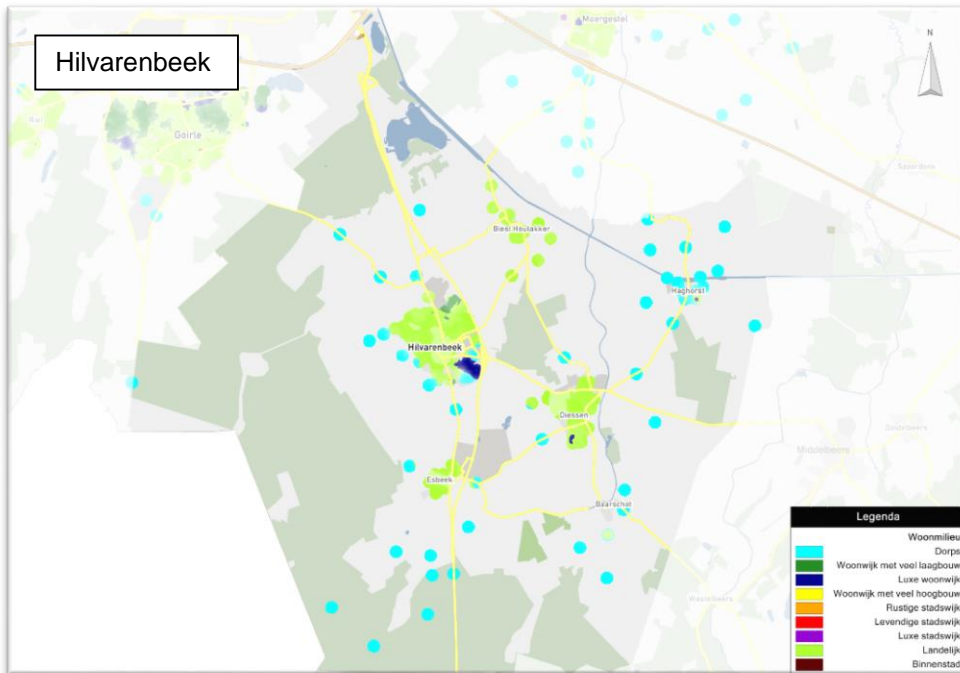 Hilvarenbeek
Moergestel
N
Goirle
Biest Houtakker
Haghorst
Hilvarenbeek
Diessen
Middelbeers
Esbeek
Baarschot
Westelbeers
Legenda
Woonmilieu
Dorps
Woonwijk met veel laagbouw
Luxe woonwijk
Woonwijk met veel hoogbouw
Rustige stadswijk
Levendige stadswijk
Luxe stadswijk
Landelijk
Binnenstad